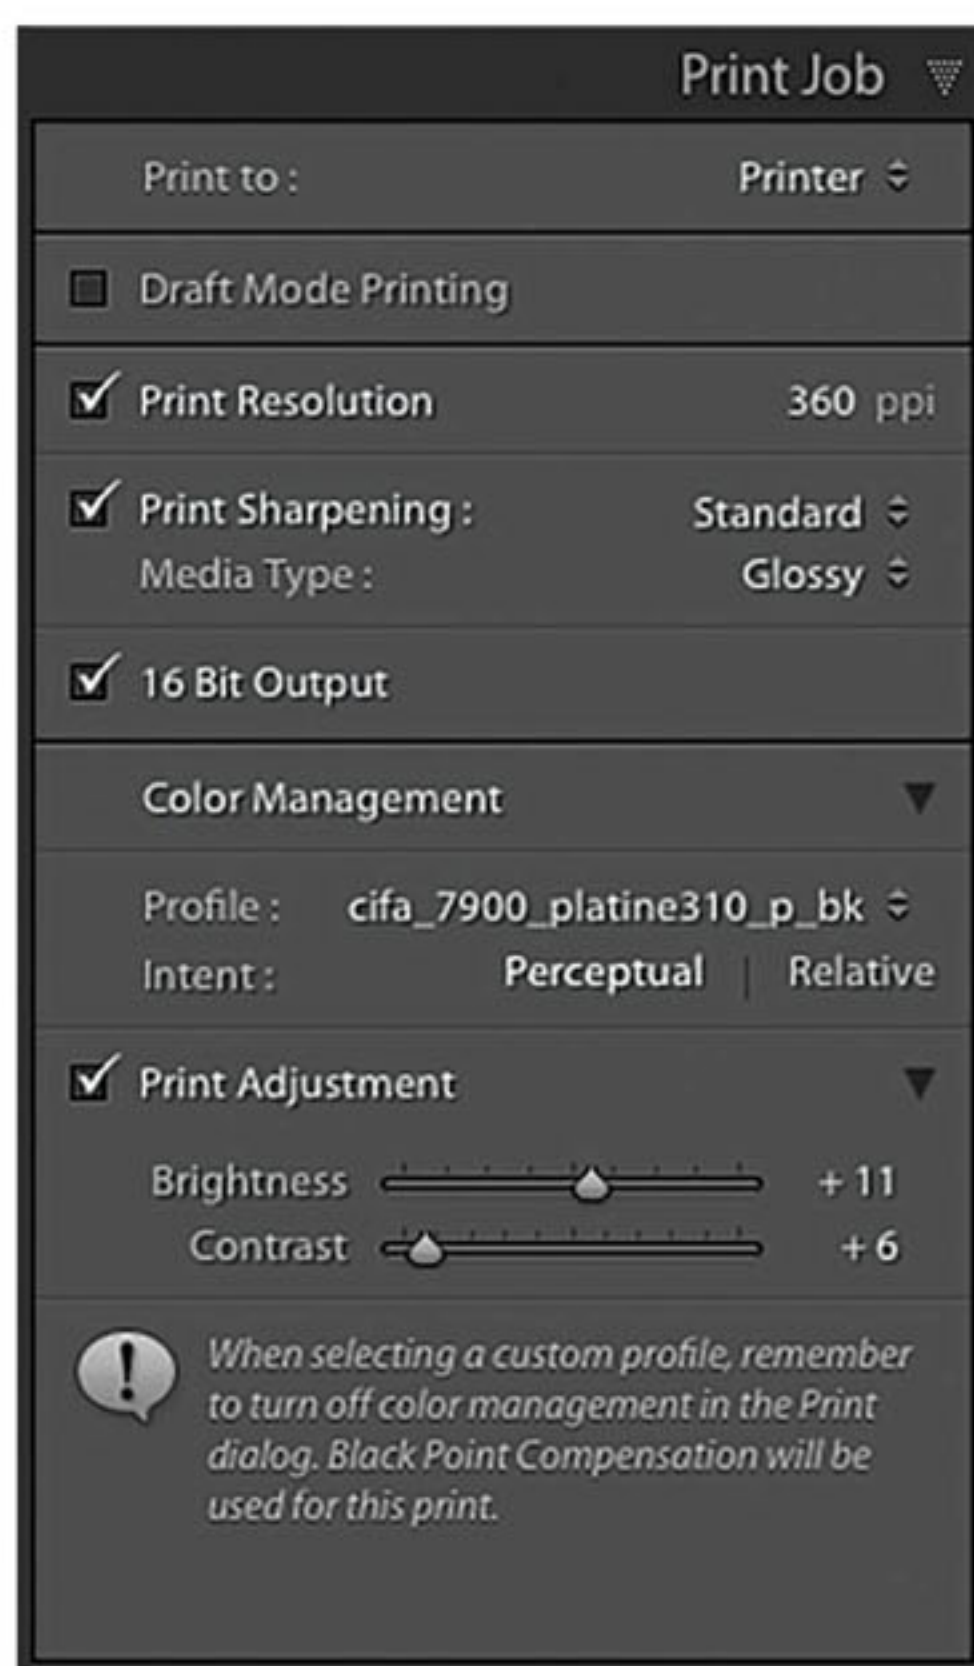 Print Job
Print to : Printer
Draft Mode Printing
Print Resolution 360 ppi
Print Sharpening : Standard
Media Type : Glossy
16 Bit Output
Color Management
Profile : cifa_7900_platine310_p_bk
Intent : Perceptual | Relative
Print Adjustment
Brightness + 11
Contrast + 6
When selecting a custom profile, remember
to turn off color management in the Print
dialog. Black Point Compensation will be
used for this print.